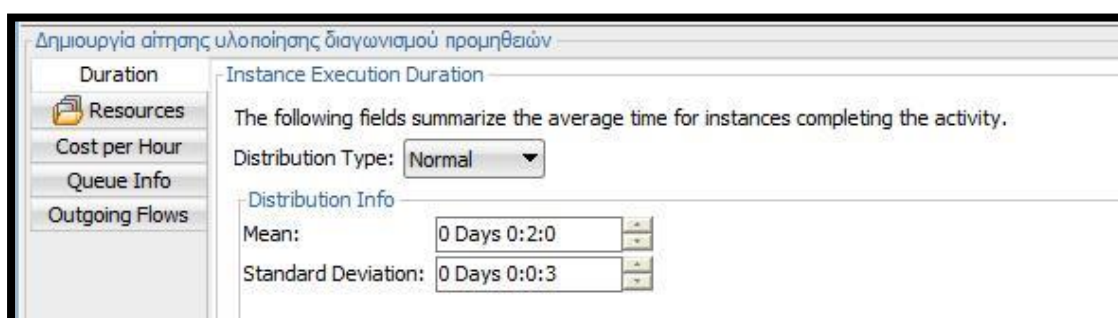 Δημιουργία αίτησης υλοποίησης διαγωνισμού προμηθειών
Duration
Resources
Cost per Hour
Queue Info
Outgoing Flows
Instance Execution Duration
The following fields summarize the average time for instances completing the activity.
Distribution Type: Normal
Distribution Info
Mean: 0 Days 0:2:0
Standard Deviation: 0 Days 0:0:3